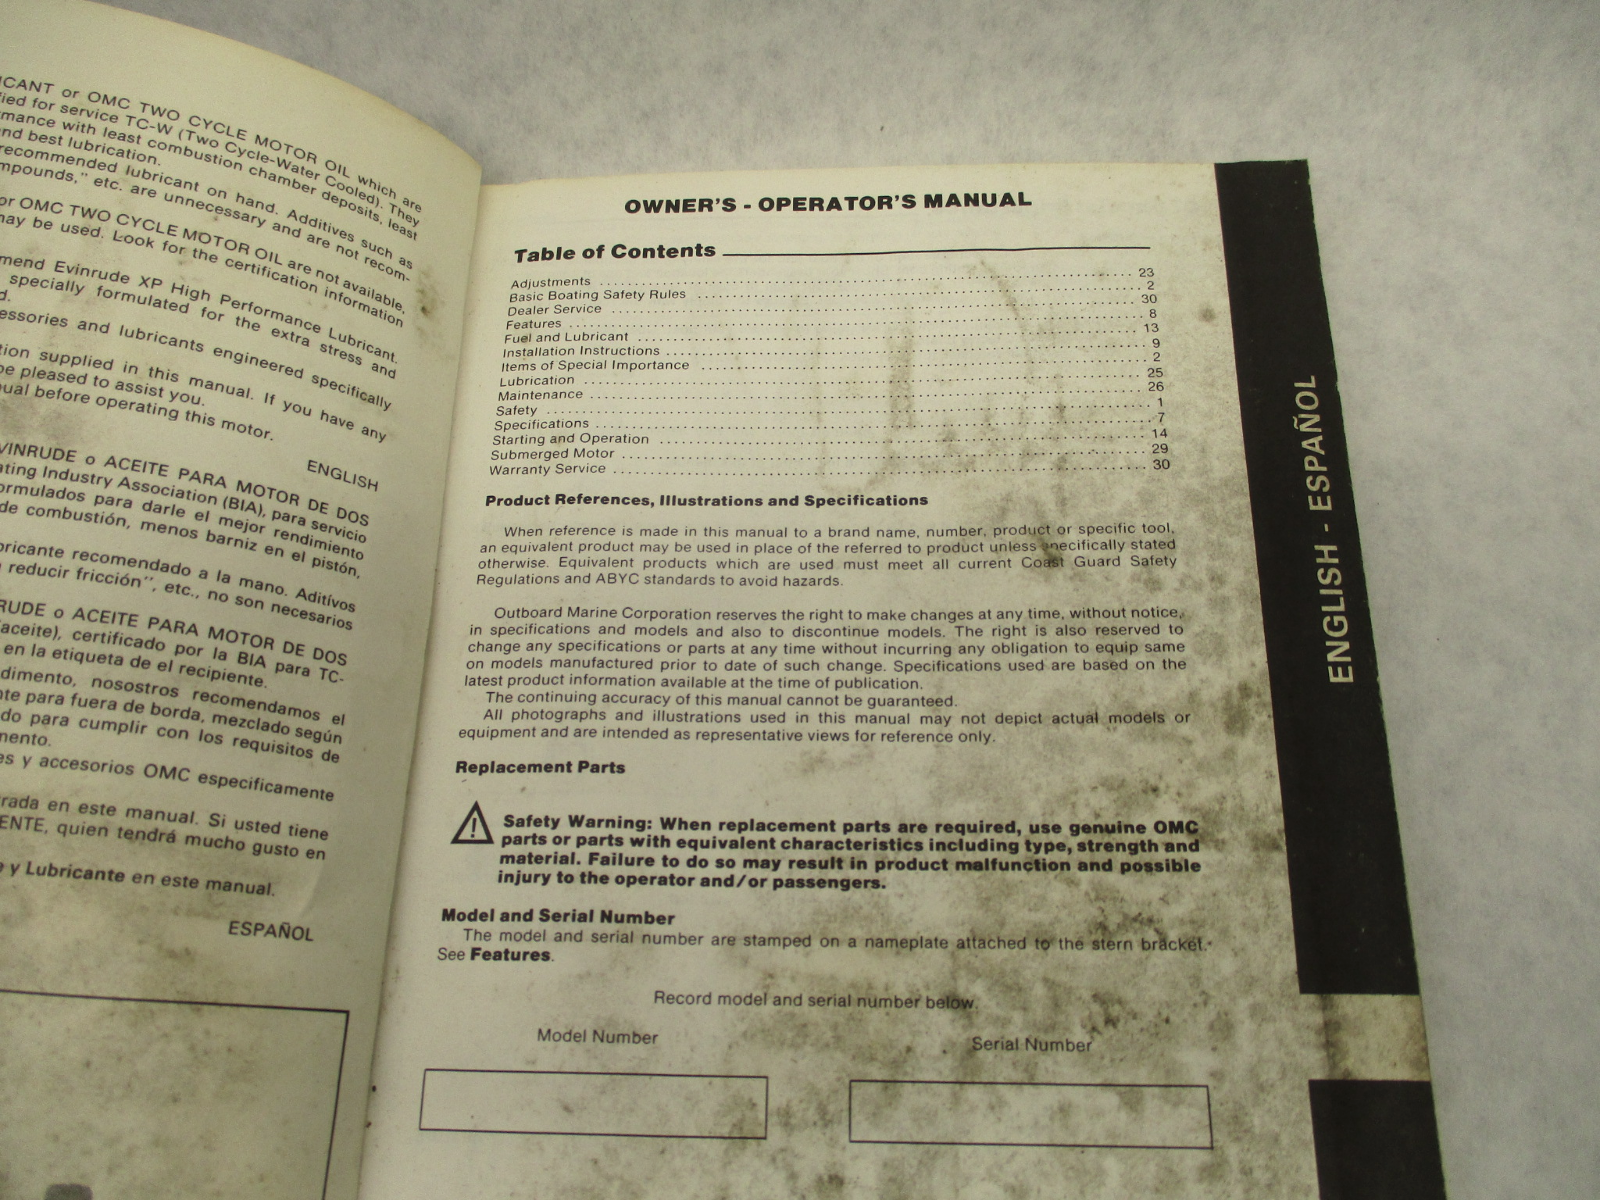 ICANT or OMC TWO CYCLE MOTOR OIL which are
fied for service TC-W (Two Cycle-Water Cooled). They
mance with least combustion chamber deposits, least
nd best lubrication.
recommended lubricant on hand. Additives such as
mpounds," etc. are unnecessary and are not recom-
or OMC TWO CYCLE MOTOR OIL are not available,
may be used. Look for the certification information
mend Evinrude XP High Performance Lubricant.
specially formulated for the extra stress and
d.
essories and lubricants engineered specifically
tion supplied in this manual. If you have any
be pleased to assist you.
ual before operating this motor.
ENGLISH
VINRUDE o ACEITE PARA MOTOR DE DOS
ating Industry Association (BIA), para servicio
ormulados para darle el mejor rendimiento
de combustión, menos barniz en el pistón,
bricante recomendado a la mano. Aditívos
reducir fricción", etc., no son necesarios
RUDE o ACEITE PARA MOTOR DE DOS
(aceite), certificado por la BIA para TC-
en la etiqueta de el recipiente.
dimento, nosostros recomendamos el
nte para fuera de borda, mezclado según
do para cumplir con los requisitos de
mento.
es y accesorios OMC especificamente
rada en este manual. Si usted tiene
ENTE, quien tendrá mucho gusto en
y Lubricante en este manual.
ESPAÑOL
OWNER'S - OPERATOR'S MANUAL
Table of Contents
Adjustments 23
Basic Boating Safety Rules 2
Dealer Service 30
Features 8
Fuel and Lubricant 13
Installation Instructions 9
Items of Special Importance 2
Lubrication 25
Maintenance 26
Safety 1
Specifications 7
Starting and Operation 14
Submerged Motor 29
Warranty Service 30
Product References, Illustrations and Specifications
When reference is made in this manual to a brand name, number, product or specific tool,
an equivalent product may be used in place of the referred to product unless specifically stated
otherwise. Equivalent products which are used must meet all current Coast Guard Safety
Regulations and ABYC standards to avoid hazards.
Outboard Marine Corporation reserves the right to make changes at any time, without notice,
in specifications and models and also to discontinue models. The right is also reserved to
change any specifications or parts at any time without incurring any obligation to equip same
on models manufactured prior to date of such change. Specifications used are based on the
latest product information available at the time of publication.
The continuing accuracy of this manual cannot be guaranteed.
All photographs and illustrations used in this manual may not depict actual models or
equipment and are intended as representative views for reference only.
Replacement Parts
Safety Warning: When replacement parts are required, use genuine OMC
parts or parts with equivalent characteristics including type, strength and
material. Failure to do so may result in product malfunction and possible
injury to the operator and/or passengers.
Model and Serial Number
The model and serial number are stamped on a nameplate attached to the stern bracket.
See Features.
Record model and serial number below.
Model Number
Serial Number
ENGLISH - ESPAÑOL